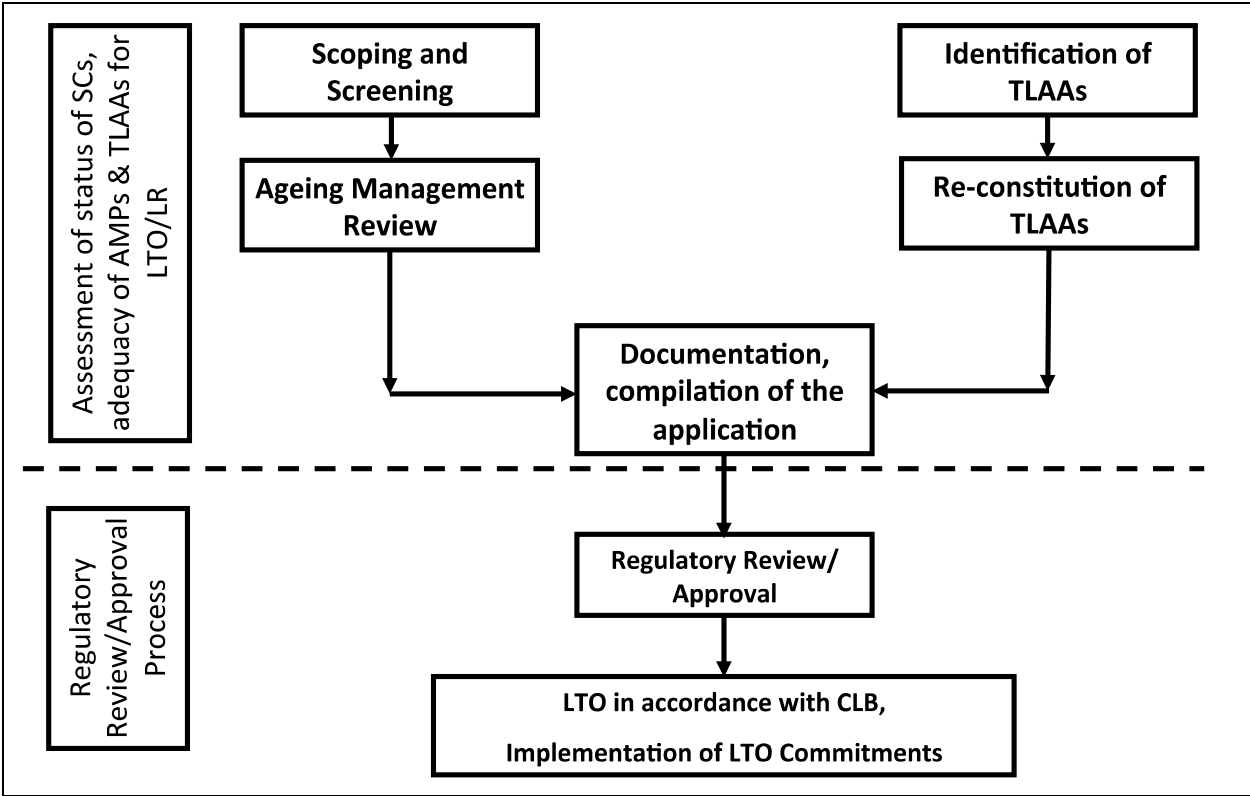 Assessment of status of SCs,
adequacy of AMPs & TLAAs for
LTO/LR
Scoping and
Screening
Ageing Management
Review
Identification of
TLAAs
Re-constitution of
TLAAs
Documentation,
compilation of the
application
Regulatory
Review/Approval
Process
Regulatory Review/
Approval
LTO in accordance with CLB,
Implementation of LTO Commitments